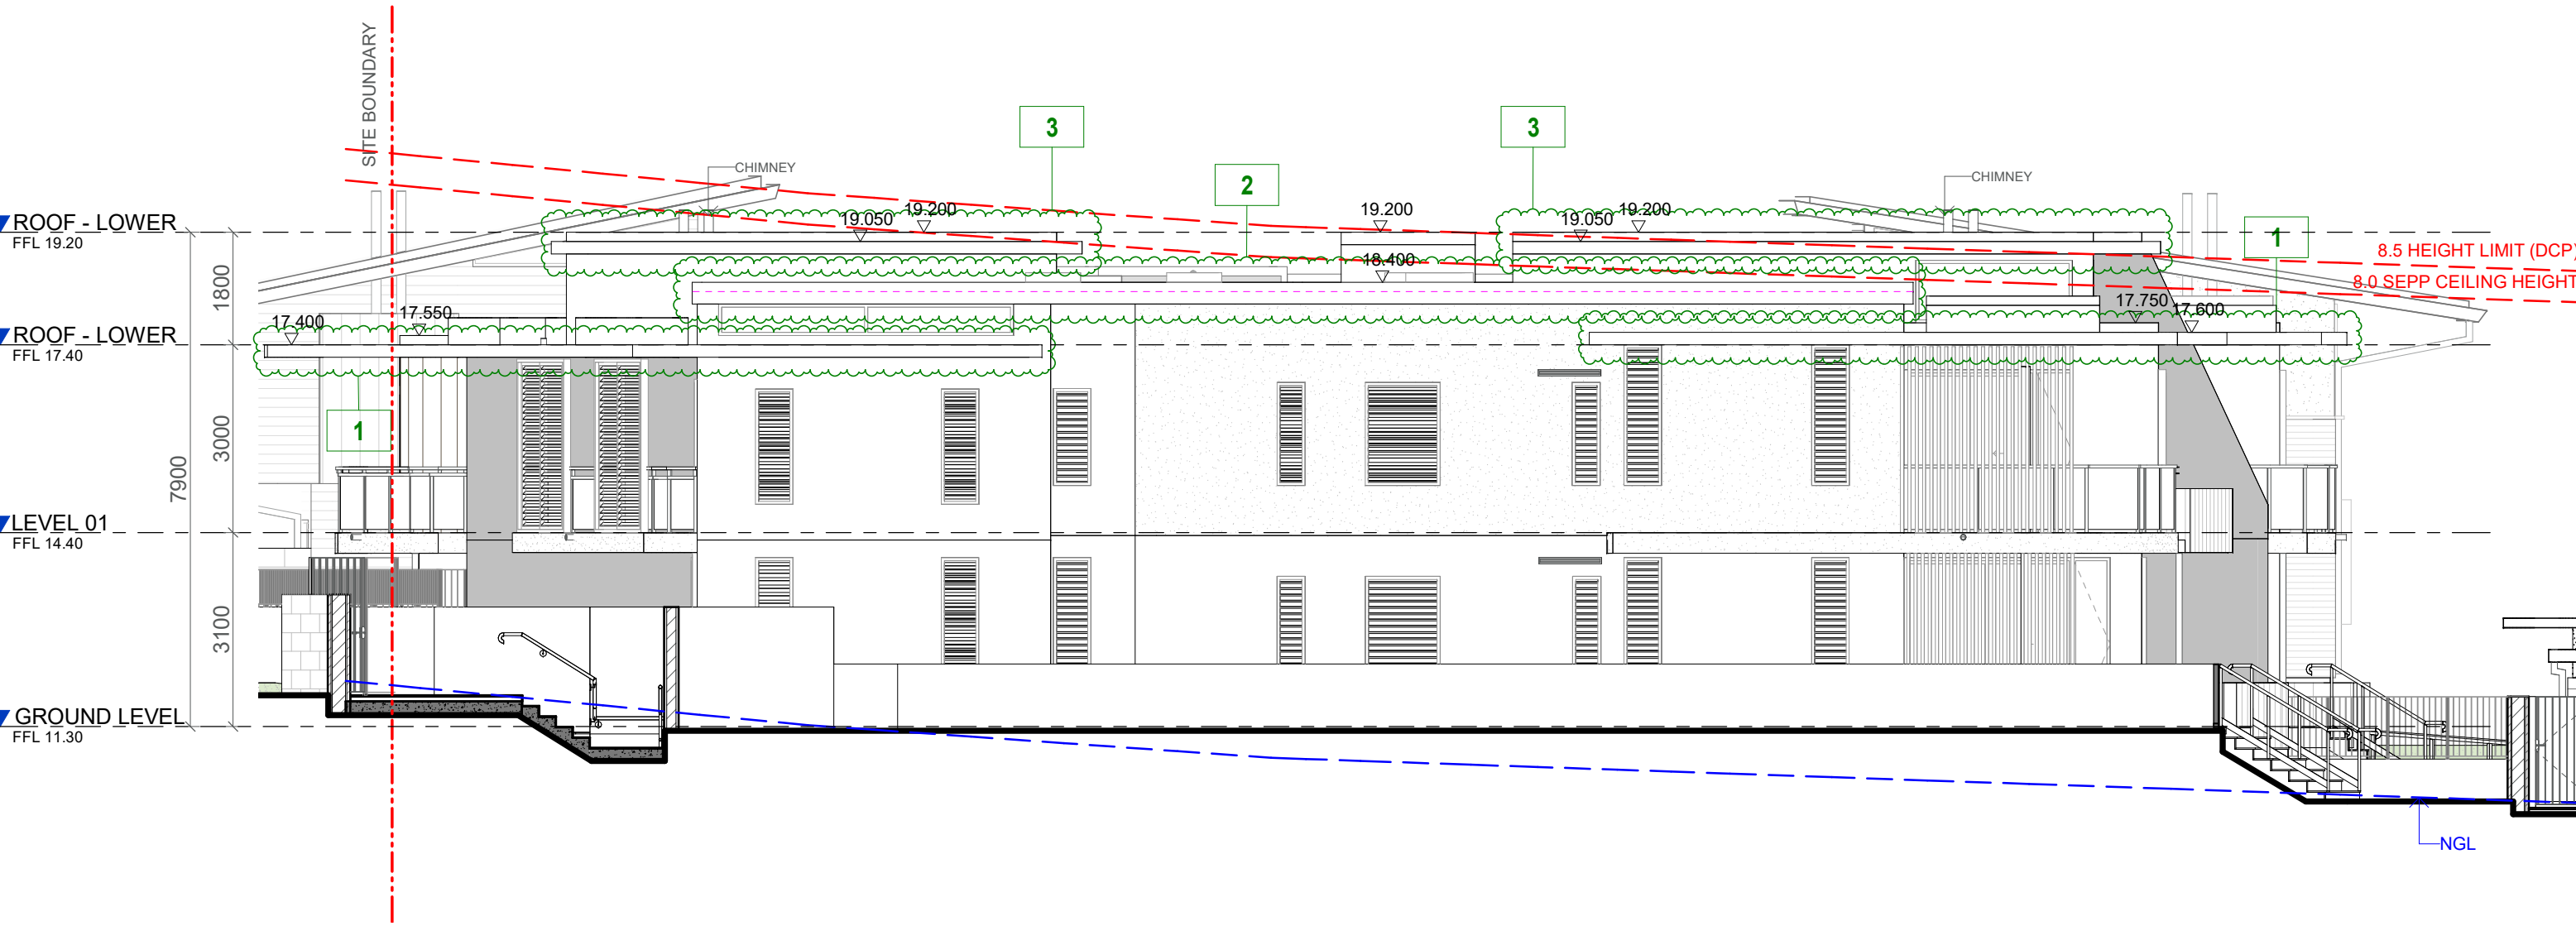 SITE BOUNDARY
3
3
2
CHIMNEY
CHIMNEY
ROOF - LOWER
FFL 19.20
19.050
19.200
19.200
19.050
19.200
1
8.5 HEIGHT LIMIT (DCP)
18.400
8.0 SEPP CEILING HEIGHT
1800
17.400
17.550
17.750
17.600
ROOF - LOWER
FFL 17.40
1
3000
7900
LEVEL 01
FFL 14.40
3100
GROUND LEVEL
FFL 11.30
NGL